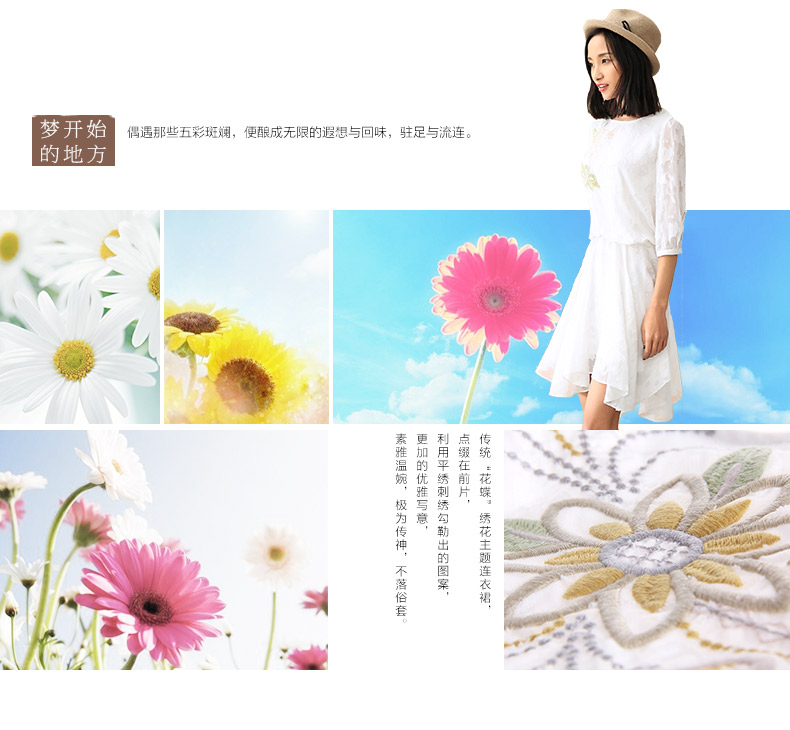 梦开始
的地方
偶遇那些五彩斑斓，便酿成无限的遐想与回味，驻足与流连。
传统“花蝶”绣花主题连衣裙，
点缀在前片，
利用平绣刺绣勾勒出的图案，
更加的优雅写意，
素雅温婉，极为传神，不落俗套。